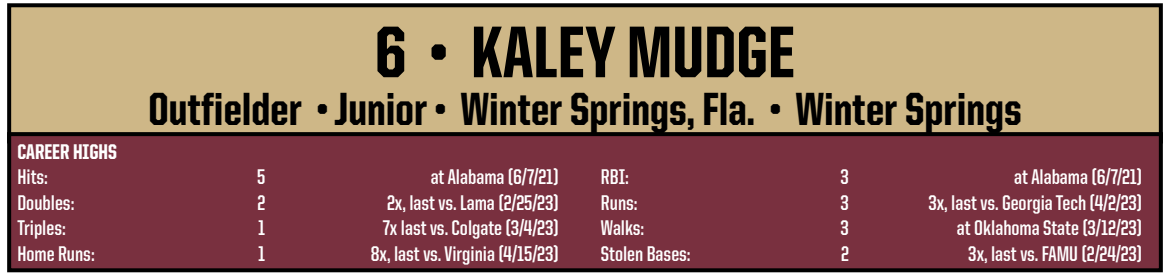 6 • KALEY MUDGE
Outfielder • Junior • Winter Springs, Fla. • Winter Springs
CAREER HIGHS
Hits: 5 at Alabama (6/7/21) RBI: 3 at Alabama (6/7/21)
Doubles: 2 2x, last vs. Lama (2/25/23) Runs: 3 3x, last vs. Georgia Tech (4/2/23)
Triples: 1 7x last vs. Colgate (3/4/23) Walks: 3 at Oklahoma State (3/12/23)
Home Runs: 1 8x, last vs. Virginia (4/15/23) Stolen Bases: 2 3x, last vs. FAMU (2/24/23)